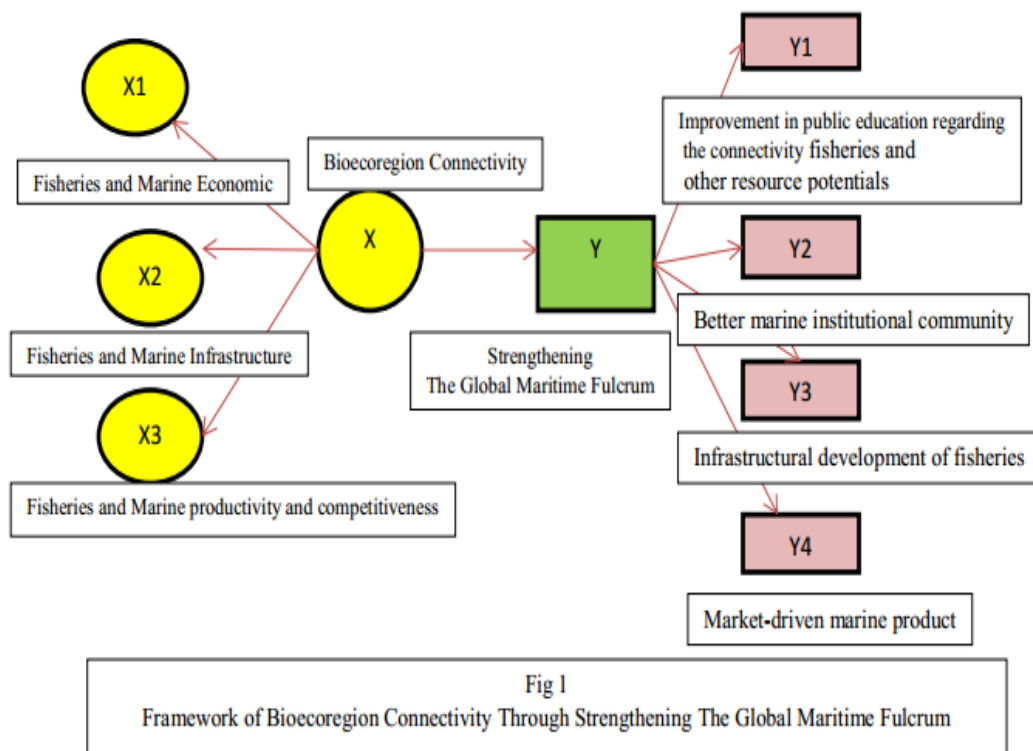 X1
Fisheries and Marine Economic
X2
Fisheries and Marine Infrastructure
X3
Fisheries and Marine productivity and competitiveness
Bioecoregion Connectivity
X
Y
Strengthening
The Global Maritime Fulcrum
Y1
Improvement in public education regarding
the connectivity fisheries and
other resource potentials
Y2
Better marine institutional community
Y3
Infrastructural development of fisheries
Y4
Market-driven marine product
Fig 1
Framework of Bioecoregion Connectivity Through Strengthening The Global Maritime Fulcrum